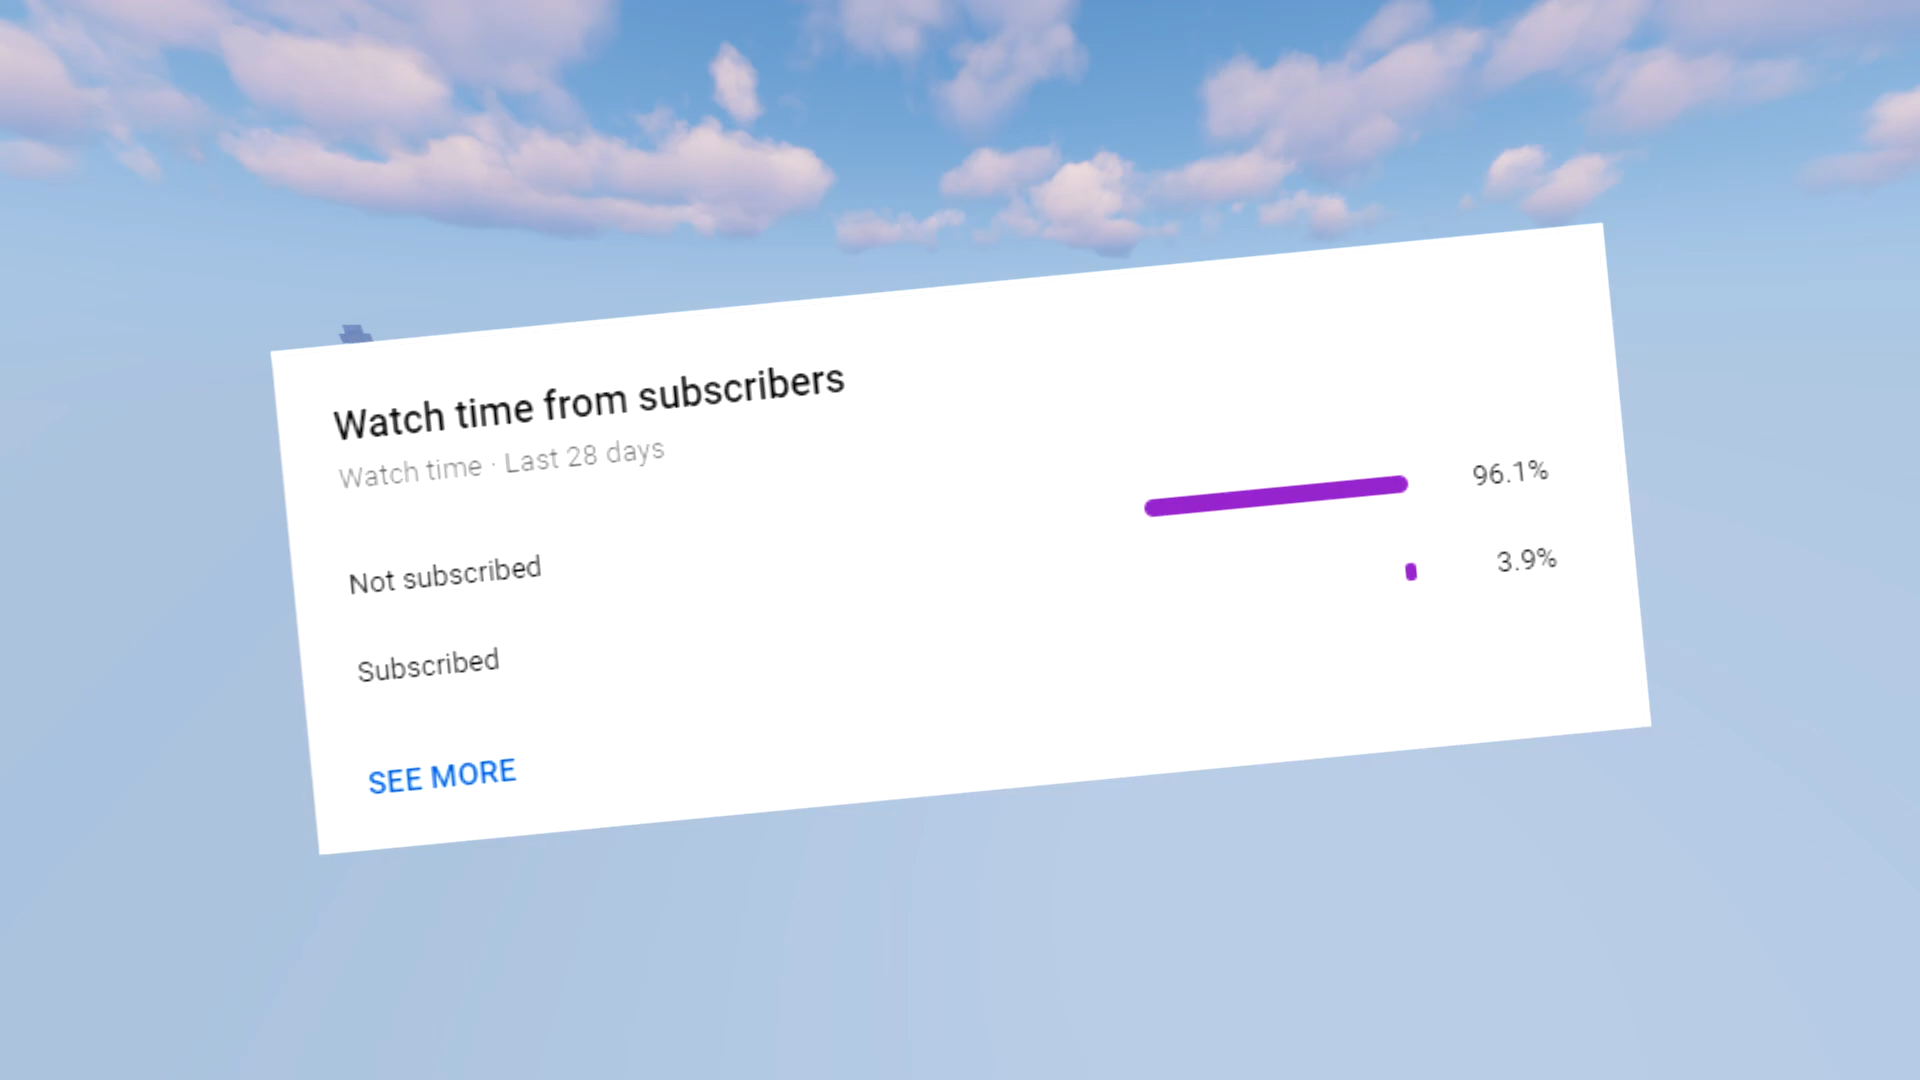 Watch time from subscribers
Watch time · Last 28 days
Not subscribed 96.1%
Subscribed 3.9%
SEE MORE